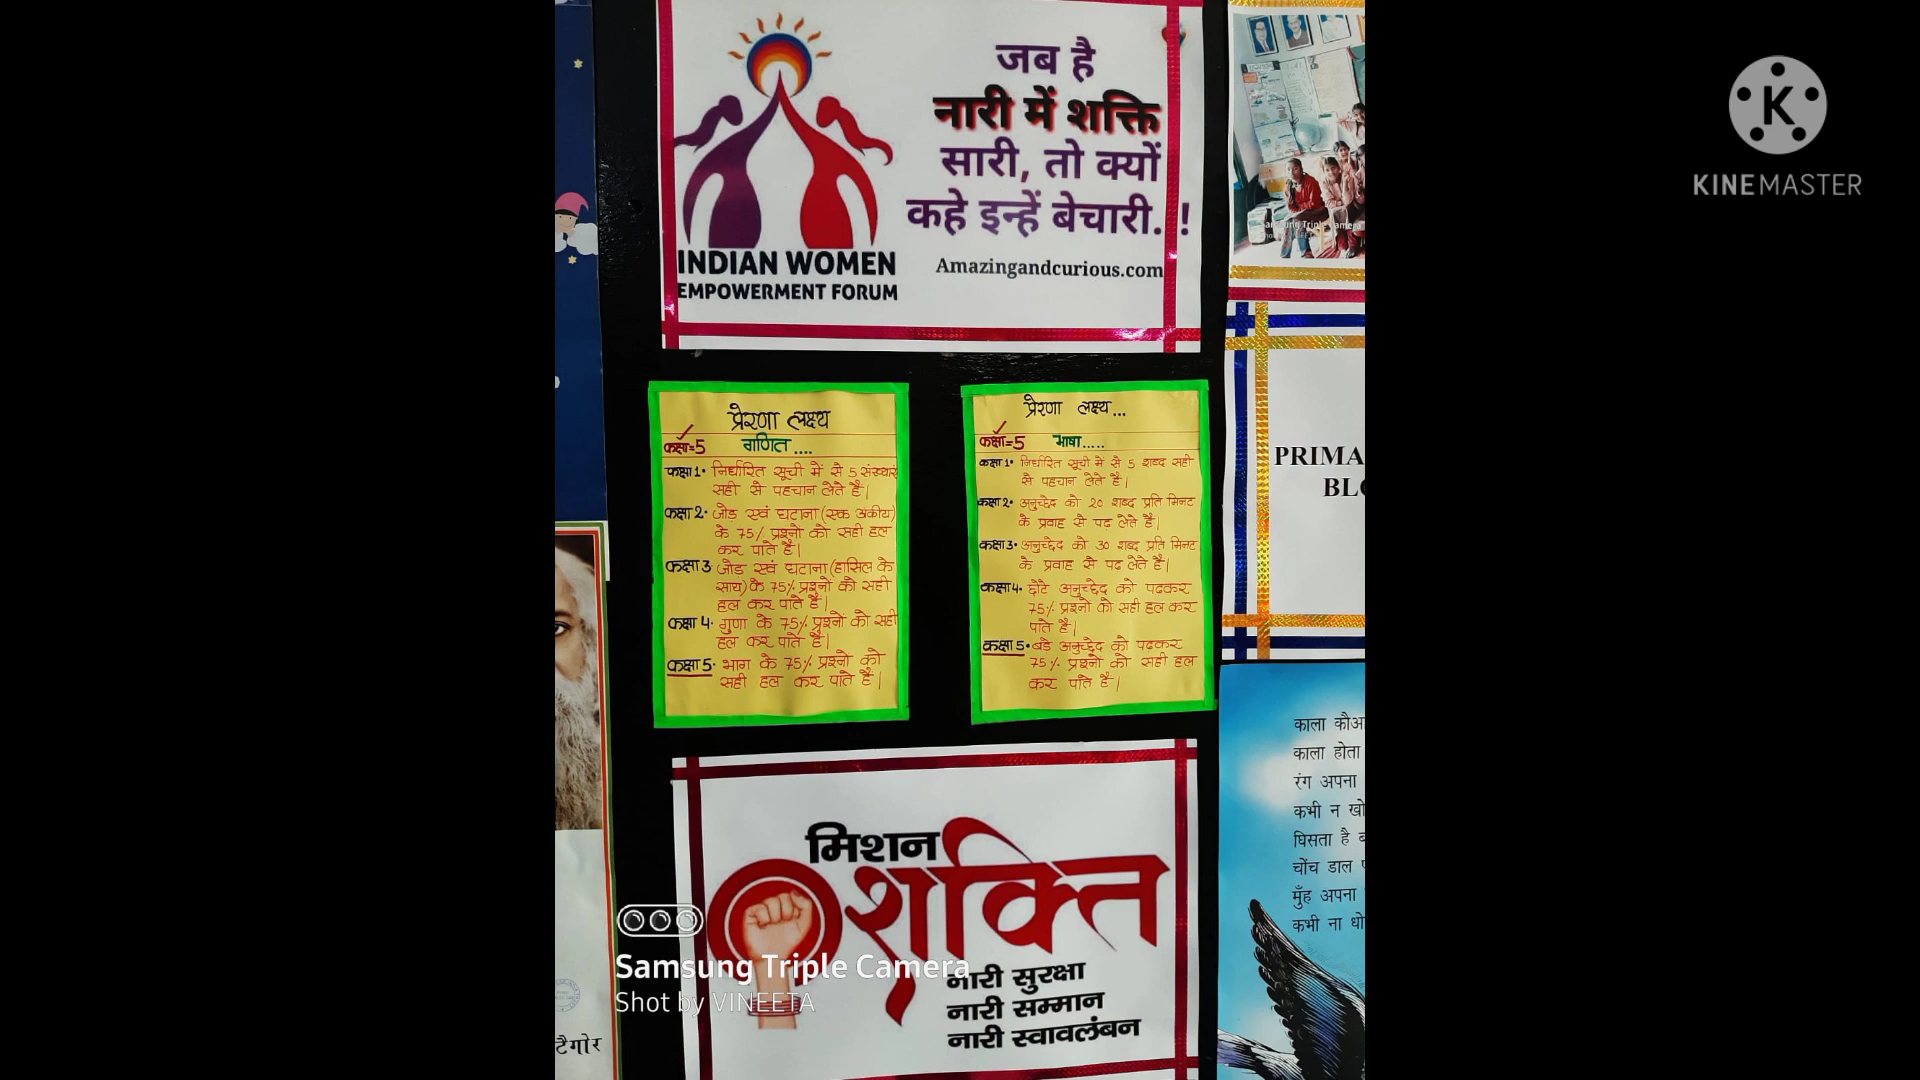 जब है
नारी में शक्ति
सारी, तो क्यों
कहे इन्हें बेचारी. !
INDIAN WOMEN
EMPOWERMENT FORUM
Amazingandcurious.com
KINEMASTER
प्रेरणा लक्ष्य
कक्षा=5 गणित ....
कक्षा 1• निर्धारित सूची में से 5 संख्याएं
सही से पहचान लेते है।
कक्षा 2• जोड़ एवं घटाना (एक अंकीय)
के 75% प्रश्नो को सही हल
कर पाते है।
कक्षा 3• जोड़ एवं घटाना (हासिल के
साथ) के 75% प्रश्नो को सही
हल कर पाते है।
कक्षा 4• गुणा के 75% प्रश्नो को सही
हल कर पाते है।
कक्षा 5• भाग के 75% प्रश्नो को
सही हल कर पाते है।
प्रेरणा लक्ष्य...
कक्षा=5 भाषा.....
कक्षा 1• निर्धारित सूची में से 5 शब्द सही
से पहचान लेते है।
कक्षा 2• अनुच्छेद को 20 शब्द प्रति मिनट
के प्रवाह से पढ लेते है।
कक्षा 3• अनुच्छेद को 30 शब्द प्रति मिनट
के प्रवाह से पढ लेते है।
कक्षा 4• छोटे अनुच्छेद को पढकर
75% प्रश्नो को सही हल कर
पाते है।
कक्षा 5• बडे अनुच्छेद को पढकर
75% प्रश्नो को सही हल
कर पाते है।
PRIMA
BLO
मिशन
शक्ति
नारी सुरक्षा
नारी सम्मान
नारी स्वावलंबन
Samsung Triple Camera
Shot by VINEETA
काला कौआ
काला होता
रंग अपना
कभी न खो
घिसता है
चोंच डाल
मुँह अपना
कभी ना धो
टैगोर